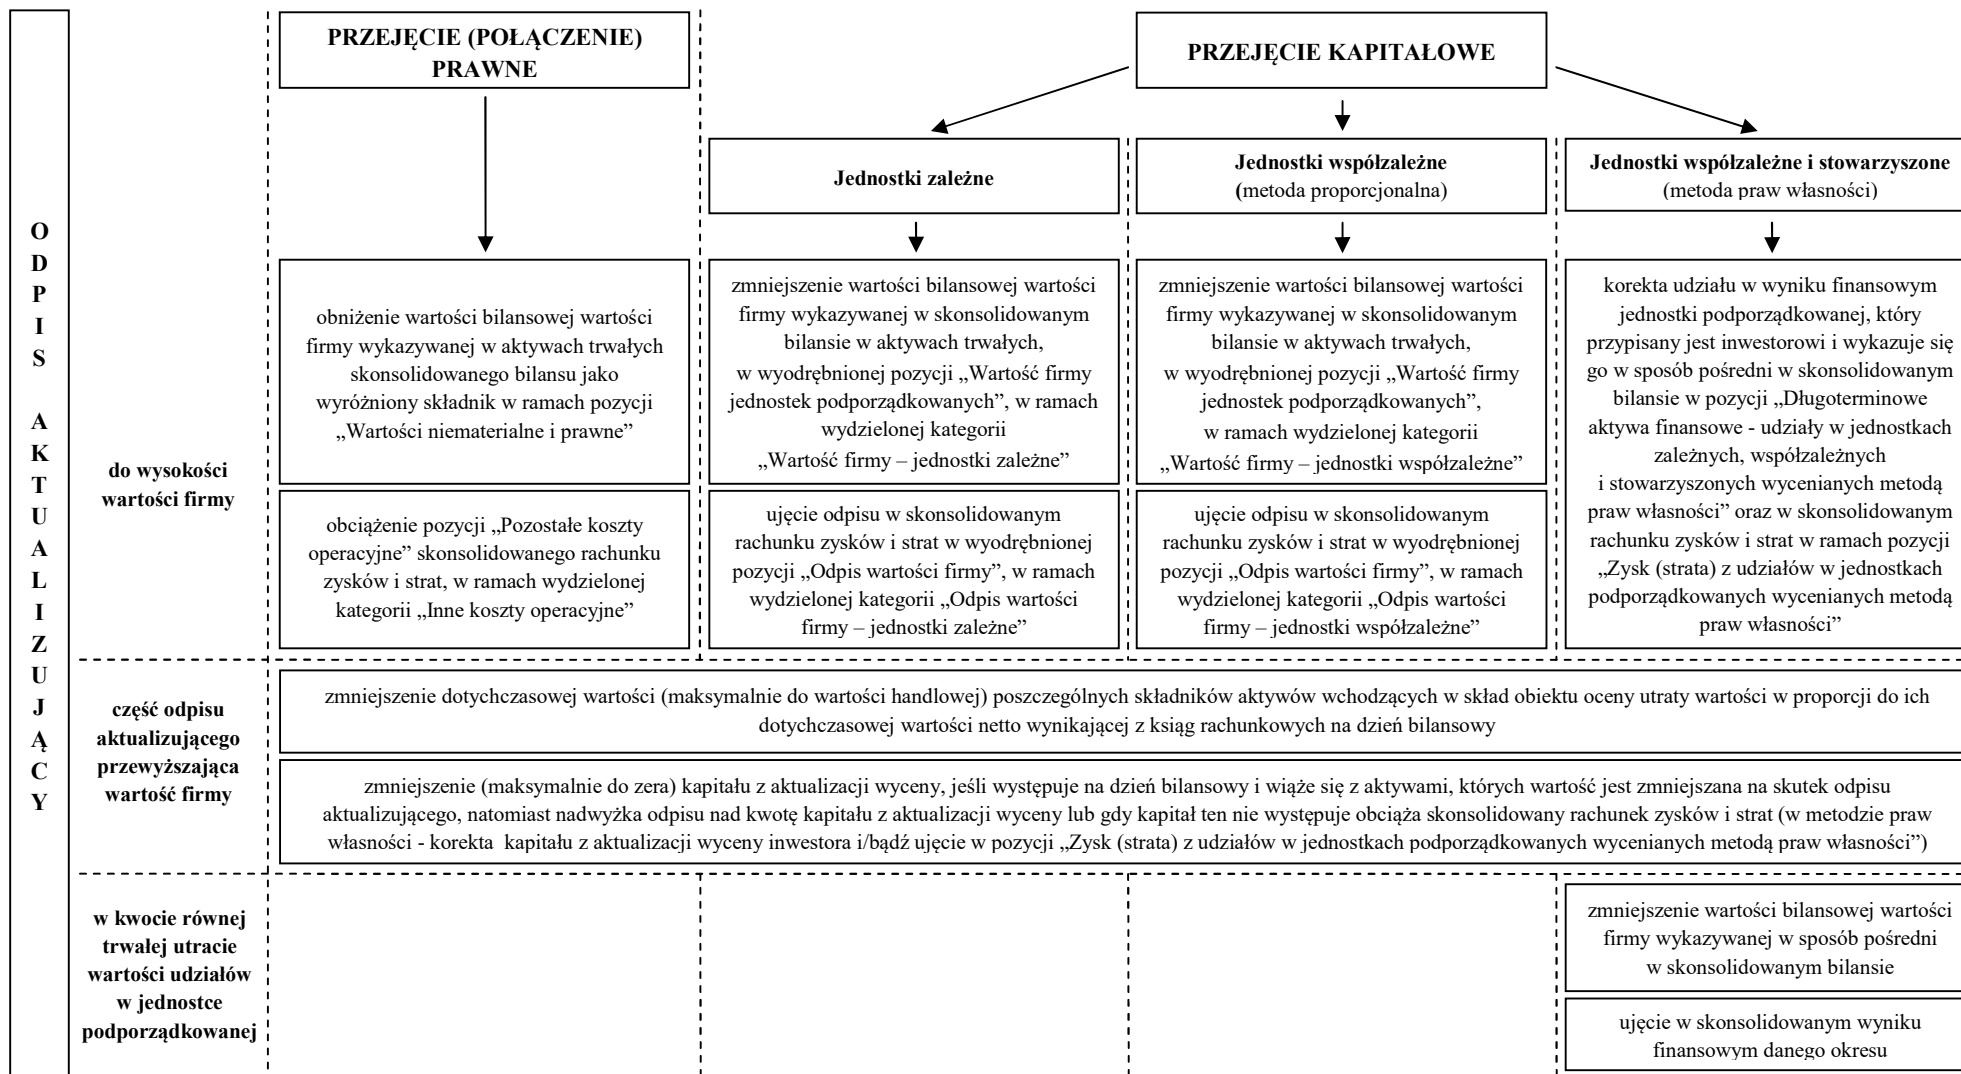 PRZEJĘCIE (POŁĄCZENIE)
PRAWNE
PRZEJĘCIE KAPITAŁOWE
Jednostki zależne
Jednostki współzależne
(metoda proporcjonalna)
Jednostki współzależne i stowarzyszone
(metoda praw własności)
O
D
P
I
S
A
K
T
U
A
L
I
Z
U
J
Ą
C
Y
do wysokości
wartości firmy
obniżenie wartości bilansowej wartości
firmy wykazywanej w aktywach trwałych
skonsolidowanego bilansu jako
wyróżniony składnik w ramach pozycji
„Wartości niematerialne i prawne”
zmniejszenie wartości bilansowej wartości
firmy wykazywanej w skonsolidowanym
bilansie w aktywach trwałych,
w wyodrębnionej pozycji „Wartość firmy
jednostek podporządkowanych”, w ramach
wydzielonej kategorii
„Wartość firmy – jednostki zależne”
zmniejszenie wartości bilansowej wartości
firmy wykazywanej w skonsolidowanym
bilansie w aktywach trwałych,
w wyodrębnionej pozycji „Wartość firmy
jednostek podporządkowanych”,
w ramach wydzielonej kategorii
„Wartość firmy – jednostki współzależne”
korekta udziału w wyniku finansowym
jednostki podporządkowanej, który
przypisany jest inwestorowi i wykazuje się
go w sposób pośredni w skonsolidowanym
bilansie w pozycji „Długoterminowe
aktywa finansowe - udziały w jednostkach
zależnych, współzależnych
i stowarzyszonych wycenianych metodą
praw własności” oraz w skonsolidowanym
rachunku zysków i strat w ramach pozycji
„Zysk (strata) z udziałów w jednostkach
podporządkowanych wycenianych metodą
praw własności”
obciążenie pozycji „Pozostałe koszty
operacyjne” skonsolidowanego rachunku
zysków i strat, w ramach wydzielonej
kategorii „Inne koszty operacyjne”
ujęcie odpisu w skonsolidowanym
rachunku zysków i strat w wyodrębnionej
pozycji „Odpis wartości firmy”, w ramach
wydzielonej kategorii „Odpis wartości
firmy – jednostki zależne”
ujęcie odpisu w skonsolidowanym
rachunku zysków i strat w wyodrębnionej
pozycji „Odpis wartości firmy”, w ramach
wydzielonej kategorii „Odpis wartości
firmy – jednostki współzależne”
część odpisu
aktualizującego
przewyższająca
wartość firmy
zmniejszenie dotychczasowej wartości (maksymalnie do wartości handlowej) poszczególnych składników aktywów wchodzących w skład obiektu oceny utraty wartości w proporcji do ich
dotychczasowej wartości netto wynikającej z ksiąg rachunkowych na dzień bilansowy
zmniejszenie (maksymalnie do zera) kapitału z aktualizacji wyceny, jeśli występuje na dzień bilansowy i wiąże się z aktywami, których wartość jest zmniejszana na skutek odpisu
aktualizującego, natomiast nadwyżka odpisu nad kwotę kapitału z aktualizacji wyceny lub gdy kapitał ten nie występuje obciąża skonsolidowany rachunek zysków i strat (w metodzie praw
własności - korekta kapitału z aktualizacji wyceny inwestora i/bądź ujęcie w pozycji „Zysk (strata) z udziałów w jednostkach podporządkowanych wycenianych metodą praw własności”)
w kwocie równej
trwałej utracie
wartości udziałów
w jednostce
podporządkowanej
zmniejszenie wartości bilansowej wartości
firmy wykazywanej w sposób pośredni
w skonsolidowanym bilansie
ujęcie w skonsolidowanym wyniku
finansowym danego okresu